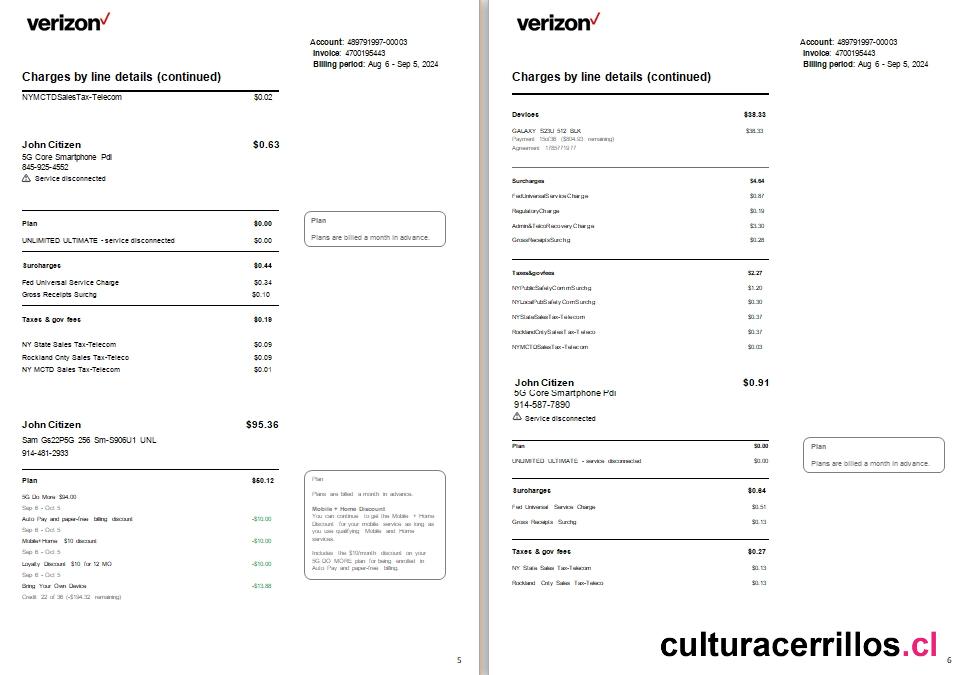 verizon
Account: 489791997-00003
Invoice: 4700195443
Billing period: Aug 6 - Sep 5, 2024
Charges by line details (continued)
NYMCTDSalesTax-Telecom $0.02
John Citizen $0.63
5G Core Smartphone Pdl
845-925-4552
Service disconnected
Plan $0.00
UNLIMITED ULTIMATE - service disconnected $0.00
Plan
Plans are billed a month in advance.
Suroharges $0.44
Fed Universal Service Charge $0.34
Gross Receipts Surchg $0.10
Taxes & gov fees $0.19
NY State Sales Tax-Telecom $0.09
Rockland Cnty Sales Tax-Teleco $0.09
NY MCTD Sales Tax-Telecom $0.01
John Citizen $95.36
Sam Gs22P5G 256 Sm-S906U1 UNL
914-481-2933
Plan $50.12
5G Do More $94.00
Sep 6 - Oct 5
Auto Pay and paper-free billing discount -$10.00
Sep 6 - Oct 5
Mobile+Home $10 discount -$10.00
Sep 6 - Oct 5
Loyalty Discount $10 for 12 MO -$10.00
Sep 6 - Oct 5
Bring Your Own Device -$13.88
Credit 22 of 36 (-$194.32 remaining)
Plan
Plans are billed a month in advance.
Mobile + Home Discount
You can continue to get the Mobile + Home
Discount for your mobile service as long as
you use qualifying Mobile and Home
services.
Includes the $10/month discount on your
5G DO MORE plan for being enrolled in
Auto Pay and paper-free billing.
5
verizon
Account: 489791997-00003
Invoice: 4700195443
Billing period: Aug 6 - Sep 5, 2024
Charges by line details (continued)
Devices $38.33
GALAXY S23U 512 BLK $38.33
Payment 15of36 ($804.93 remaining)
Agreement 1785771977
Surcharges $4.64
FedUniversalServiceCharge $0.87
RegulatoryCharge $0.19
Admin&TelcoRecoveryCharge $3.30
GrossReceiptsSurchg $0.28
Taxes&govfees $2.27
NYPublicSafetyComSurchg $1.20
NYLocalPubSafetyComSurchg $0.30
NYStateSalesTax-Telecom $0.37
RocklandCntySalesTax-Teleco $0.37
NYMCTDSalesTax-Telecom $0.03
John Citizen $0.91
5G Core Smartphone Pdl
914-587-7890
Service disconnected
Plan $0.00
UNLIMITED ULTIMATE - service disconnected $0.00
Plan
Plans are billed a month in advance.
Suroharges $0.64
Fed Universal Service Charge $0.51
Gross Receipts Surchg $0.13
Taxes & gov fees $0.27
NY State Sales Tax-Telecom $0.13
Rockland Cnty Sales Tax-Teleco $0.13
culturacerrillos.cl
6